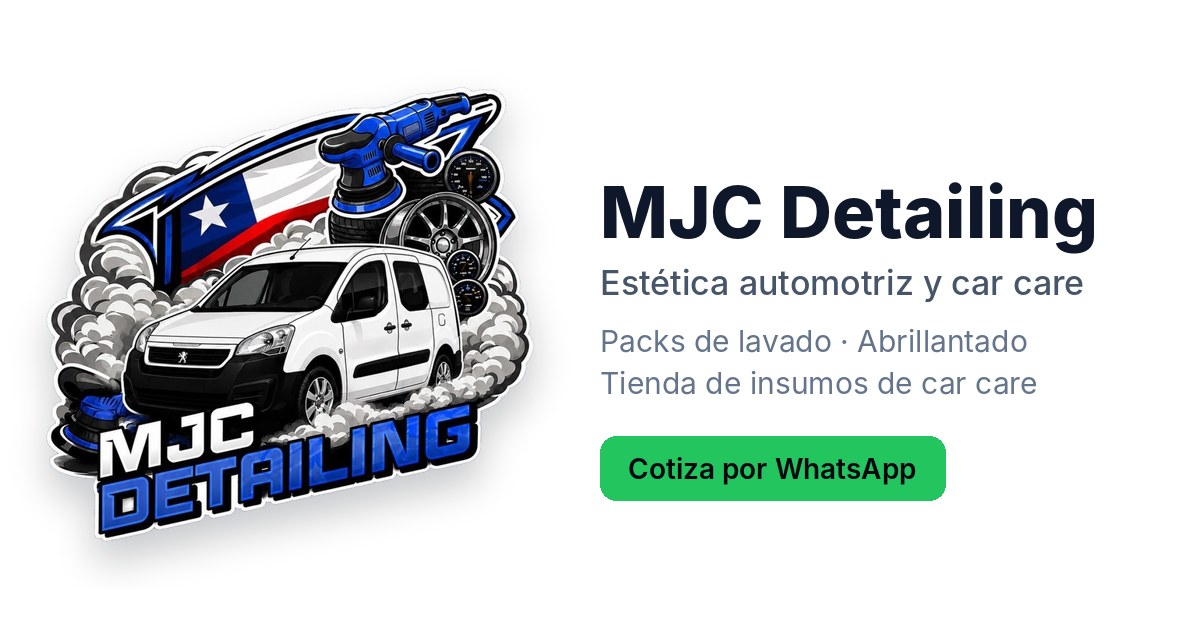 MJC
DETAILING
MJC Detailing
Estética automotriz y car care
Packs de lavado · Abrillantado
Tienda de insumos de car care
Cotiza por WhatsApp